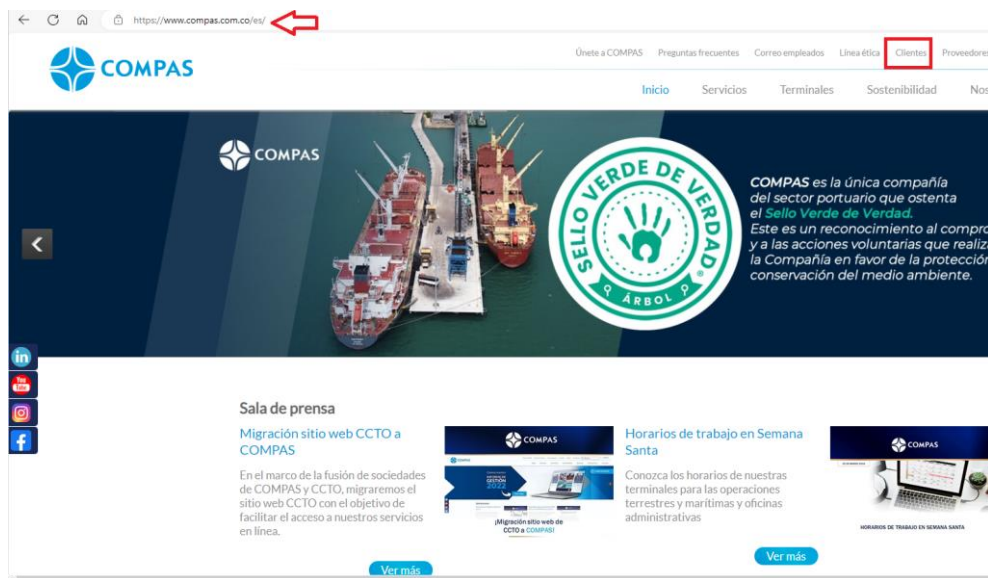 https://www.compas.com.co/es/
COMPAS
Únete a COMPAS Preguntas frecuentes Correo empleados Línea ética Clientes Proveedores
Inicio Servicios Terminales Sostenibilidad Nos
COMPAS
SELLO VERDE DE VERDAD
ÁRBOL
COMPAS es la única compañía
del sector portuario que ostenta
el Sello Verde de Verdad.
Este es un reconocimiento al compro
y a las acciones voluntarias que realiza
la Compañía en favor de la protección
conservación del medio ambiente.
in
You
Tube
f
Sala de prensa
Migración sitio web CCTO a
COMPAS
En el marco de la fusión de sociedades
de COMPAS y CCTO, migraremos el
sitio web CCTO con el objetivo de
facilitar el acceso a nuestros servicios
en línea.
Ver más
COMPAS
¡Migración sitio web de
CCTO a COMPAS!
Horarios de trabajo en Semana
Santa
Conozca los horarios de nuestras
terminales para las operaciones
terrestres y marítimas y oficinas
administrativas
Ver más
COMPAS
HORARIOS DE TRABAJO EN SEMANA SANTA